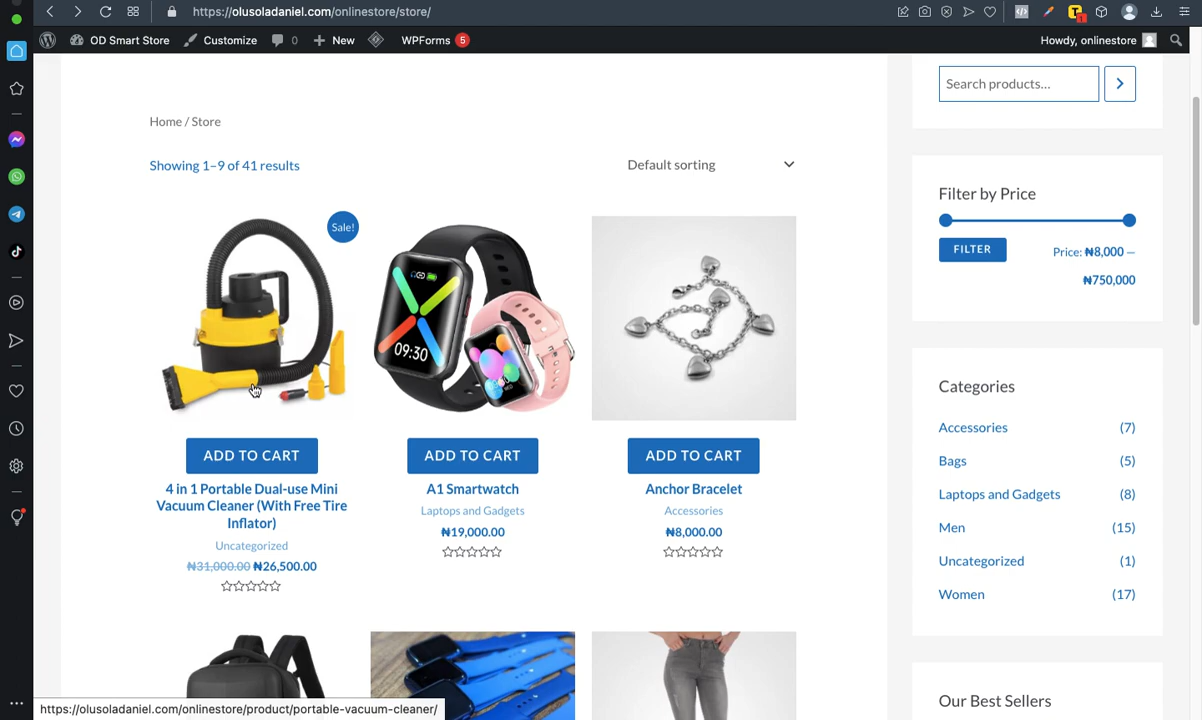 https://olusoladaniel.com/onlinestore/store/
OD Smart Store
Customize
0
New
WPForms 5
Howdy, onlinestore
Search products...
Home / Store
Showing 1–9 of 41 results
Default sorting
Sale!
09:30
ADD TO CART
4 in 1 Portable Dual-use Mini
Vacuum Cleaner (With Free Tire
Inflator)
Uncategorized
₦31,000.00 ₦26,500.00
ADD TO CART
A1 Smartwatch
Laptops and Gadgets
₦19,000.00
ADD TO CART
Anchor Bracelet
Accessories
₦8,000.00
Filter by Price
FILTER
Price: ₦8,000 —
₦750,000
Categories
Accessories (7)
Bags (5)
Laptops and Gadgets (8)
Men (15)
Uncategorized (1)
Women (17)
Our Best Sellers
https://olusoladaniel.com/onlinestore/product/portable-vacuum-cleaner/